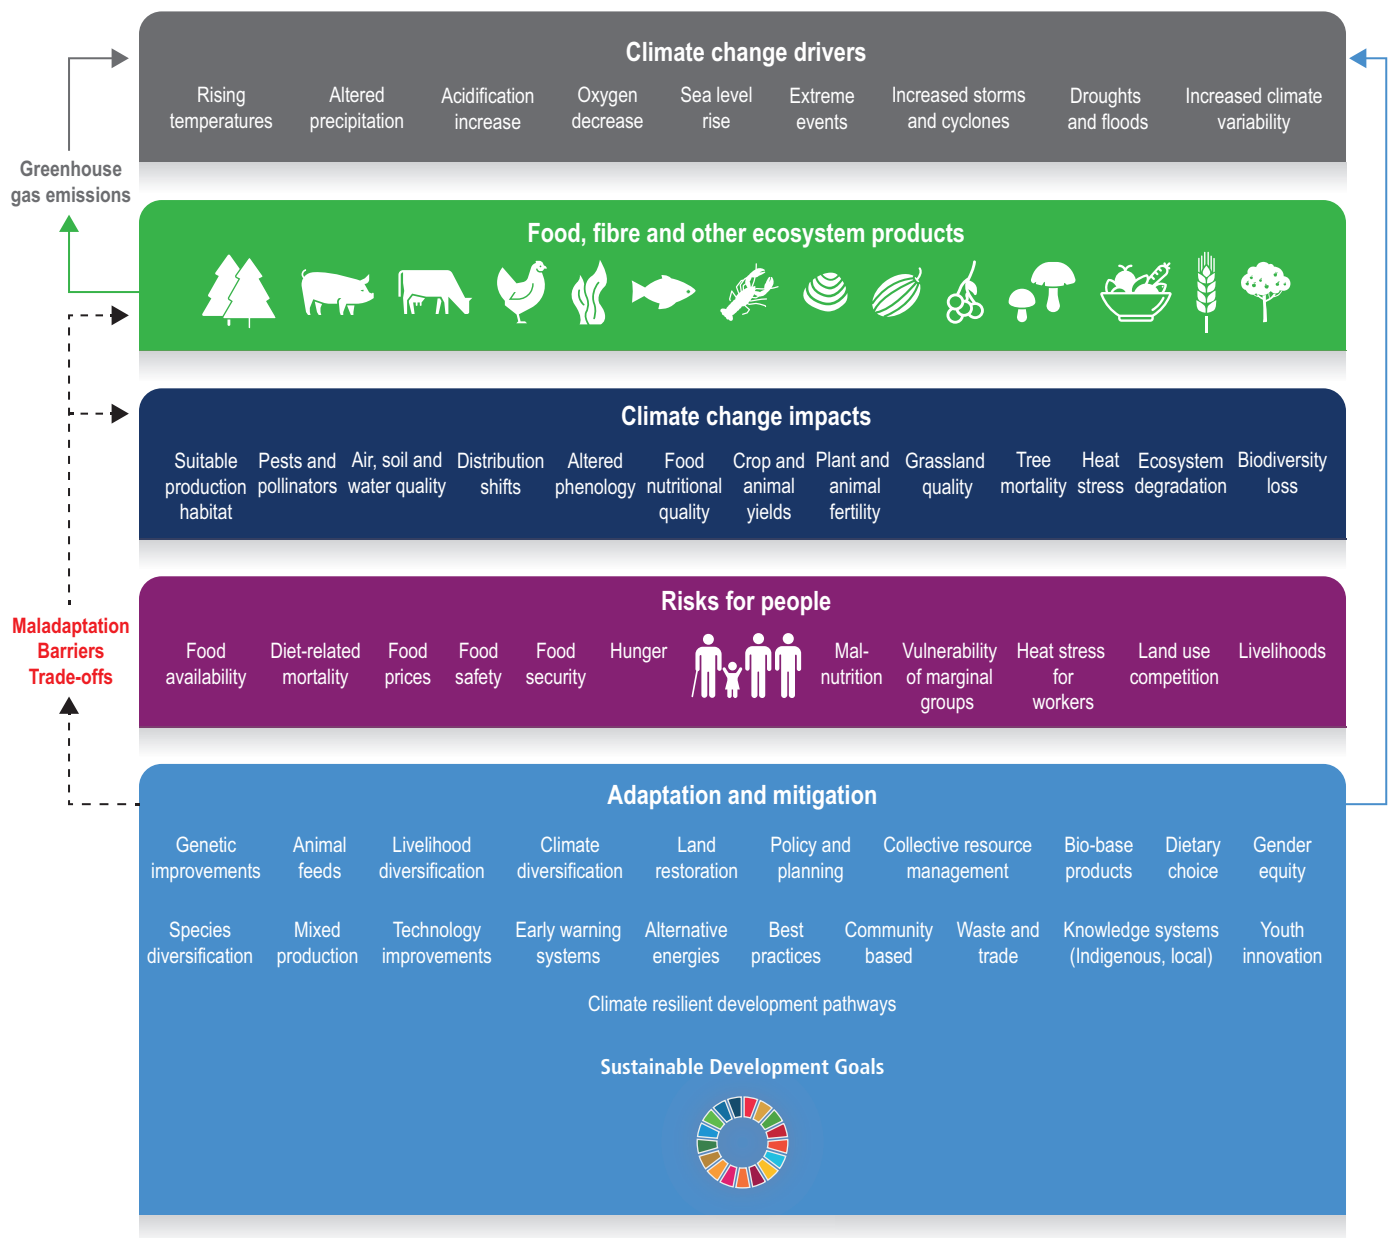 Climate change drivers
Rising temperatures
Altered precipitation
Acidification increase
Oxygen decrease
Sea level rise
Extreme events
Increased storms and cyclones
Droughts and floods
Increased climate variability
Greenhouse gas emissions
Food, fibre and other ecosystem products
Climate change impacts
Suitable production habitat
Pests and pollinators
Air, soil and water quality
Distribution shifts
Altered phenology
Food nutritional quality
Crop and animal yields
Plant and animal fertility
Grassland quality
Tree mortality
Heat stress
Ecosystem degradation
Biodiversity loss
Risks for people
Food availability
Diet-related mortality
Food prices
Food safety
Food security
Hunger
Mal-nutrition
Vulnerability of marginal groups
Heat stress for workers
Land use competition
Livelihoods
Maladaptation
Barriers
Trade-offs
Adaptation and mitigation
Genetic improvements
Animal feeds
Livelihood diversification
Climate diversification
Land restoration
Policy and planning
Collective resource management
Bio-base products
Dietary choice
Gender equity
Species diversification
Mixed production
Technology improvements
Early warning systems
Alternative energies
Best practices
Community based
Waste and trade
Knowledge systems (Indigenous, local)
Youth innovation
Climate resilient development pathways
Sustainable Development Goals